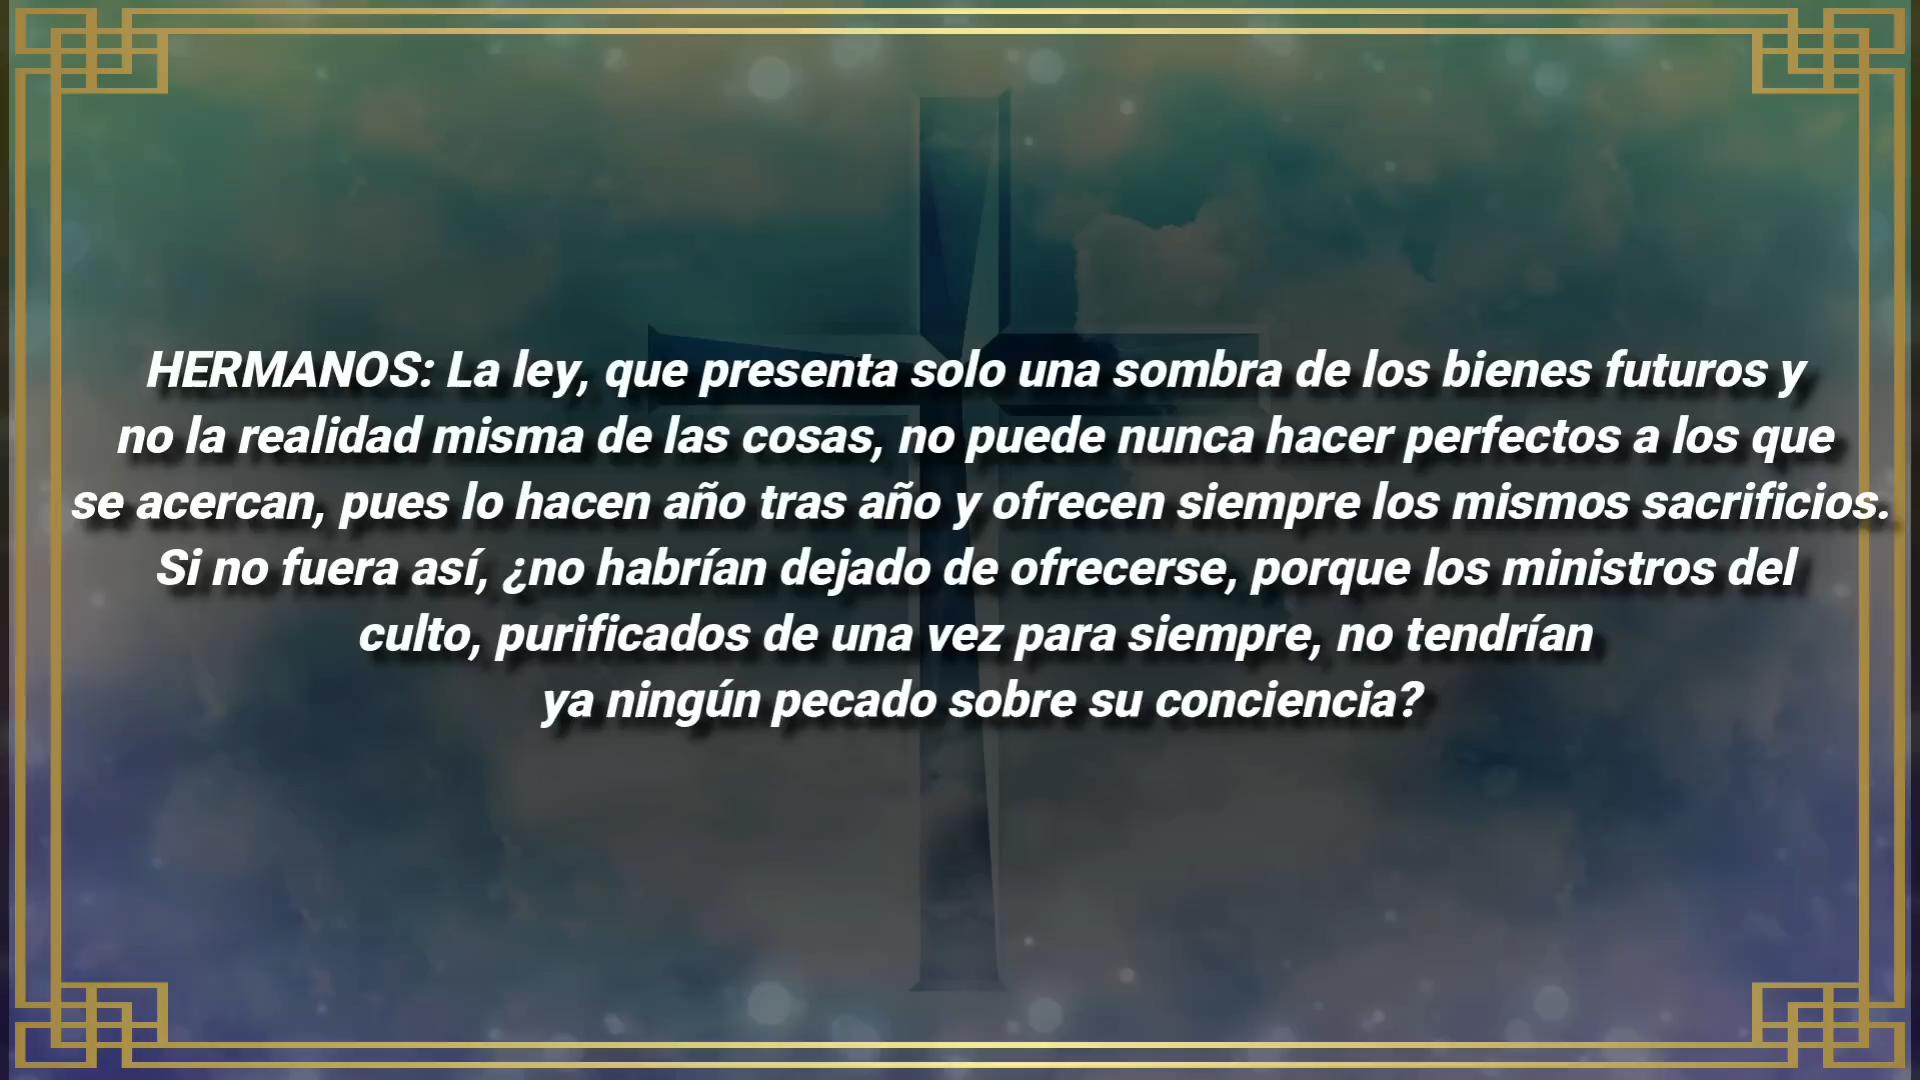 HERMANOS: La ley, que presenta solo una sombra de los bienes futuros y
no la realidad misma de las cosas, no puede nunca hacer perfectos a los que
se acercan, pues lo hacen año tras año y ofrecen siempre los mismos sacrificios.
Si no fuera así, ¿no habrían dejado de ofrecerse, porque los ministros del
culto, purificados de una vez para siempre, no tendrían
ya ningún pecado sobre su conciencia?